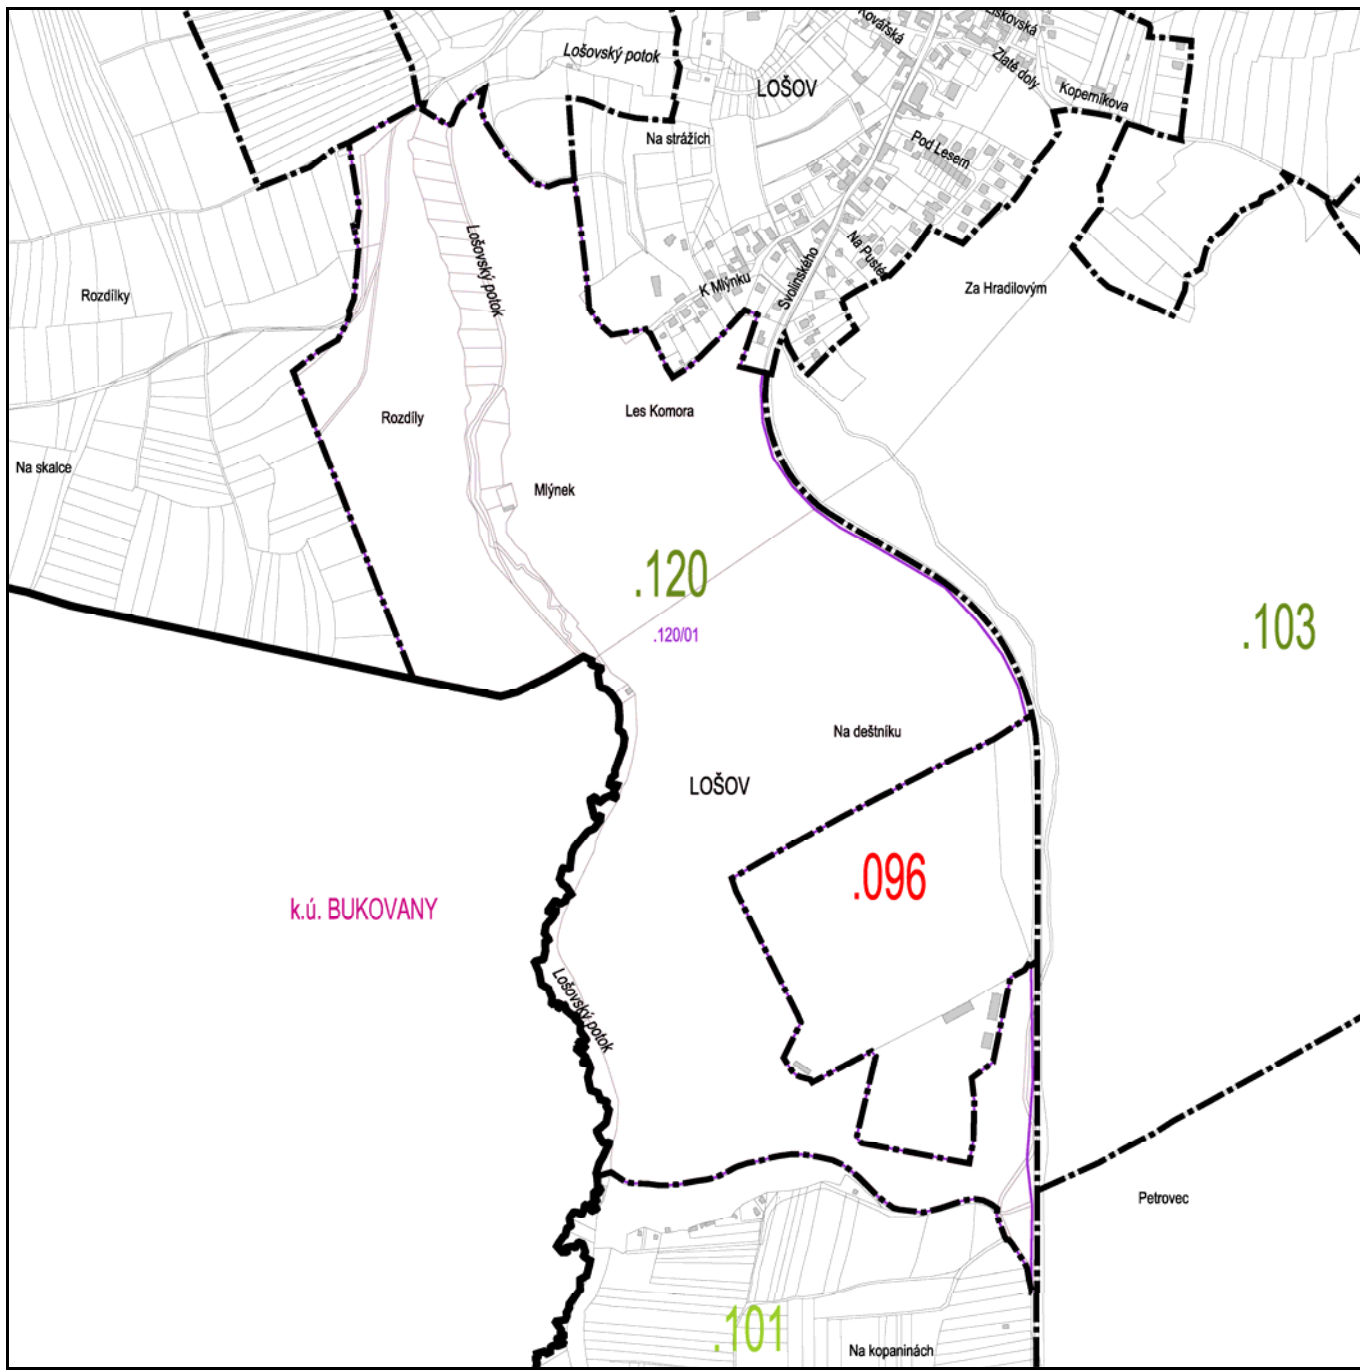 Kovářská
Lošovský potok
Zlaté doly
LOŠOV
Koperníkova
Na strážích
Pod Lesem
Lošovský potok
Na Pustě
Svolinského
K Mlýnku
Za Hradilovým
Rozdílky
Rozdíly
Les Komora
Na skalce
Mlýnek
.120
.120/01
.103
Na deštníku
LOŠOV
.096
k.ú. BUKOVANY
Lošovský potok
Petrovec
.101
Na kopaninách